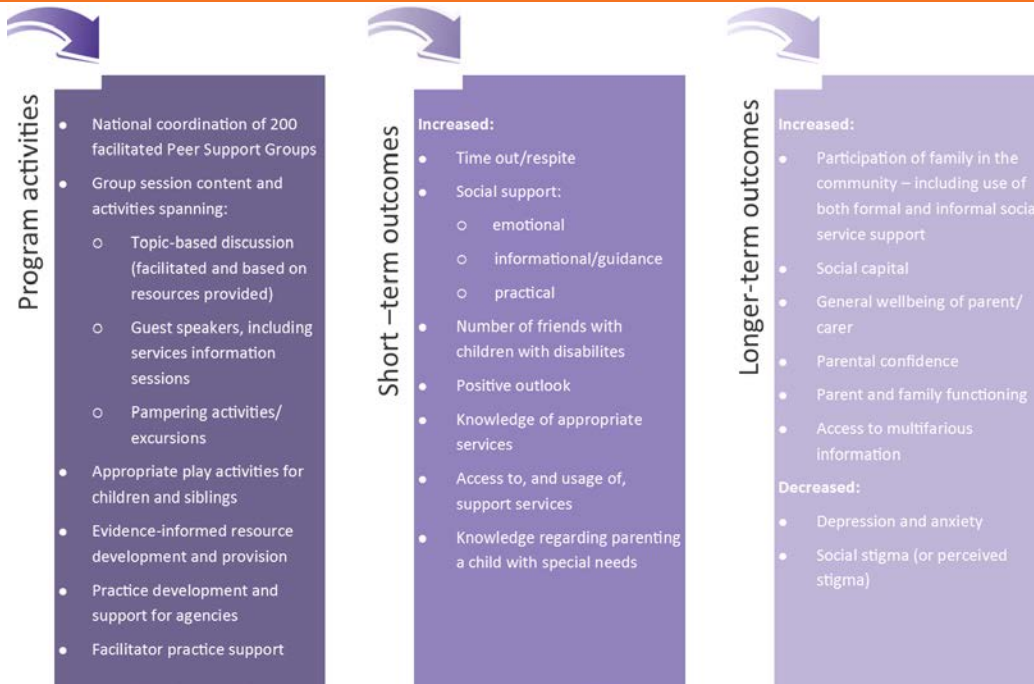 Program activities
• National coordination of 200
facilitated Peer Support Groups
• Group session content and
activities spanning:
○ Topic-based discussion
(facilitated and based on
resources provided)
○ Guest speakers, including
services information
sessions
○ Pampering activities/
excursions
• Appropriate play activities for
children and siblings
• Evidence-informed resource
development and provision
• Practice development and
support for agencies
• Facilitator practice support
Short –term outcomes
Increased:
• Time out/respite
• Social support:
○ emotional
○ informational/guidance
○ practical
• Number of friends with
children with disabilites
• Positive outlook
• Knowledge of appropriate
services
• Access to, and usage of,
support services
• Knowledge regarding parenting
a child with special needs
Longer-term outcomes
Increased:
• Participation of family in the
community – including use of
both formal and informal socia
service support
• Social capital
• General wellbeing of parent/
carer
• Parental confidence
• Parent and family functioning
• Access to multifarious
information
Decreased:
• Depression and anxiety
• Social stigma (or perceived
stigma)